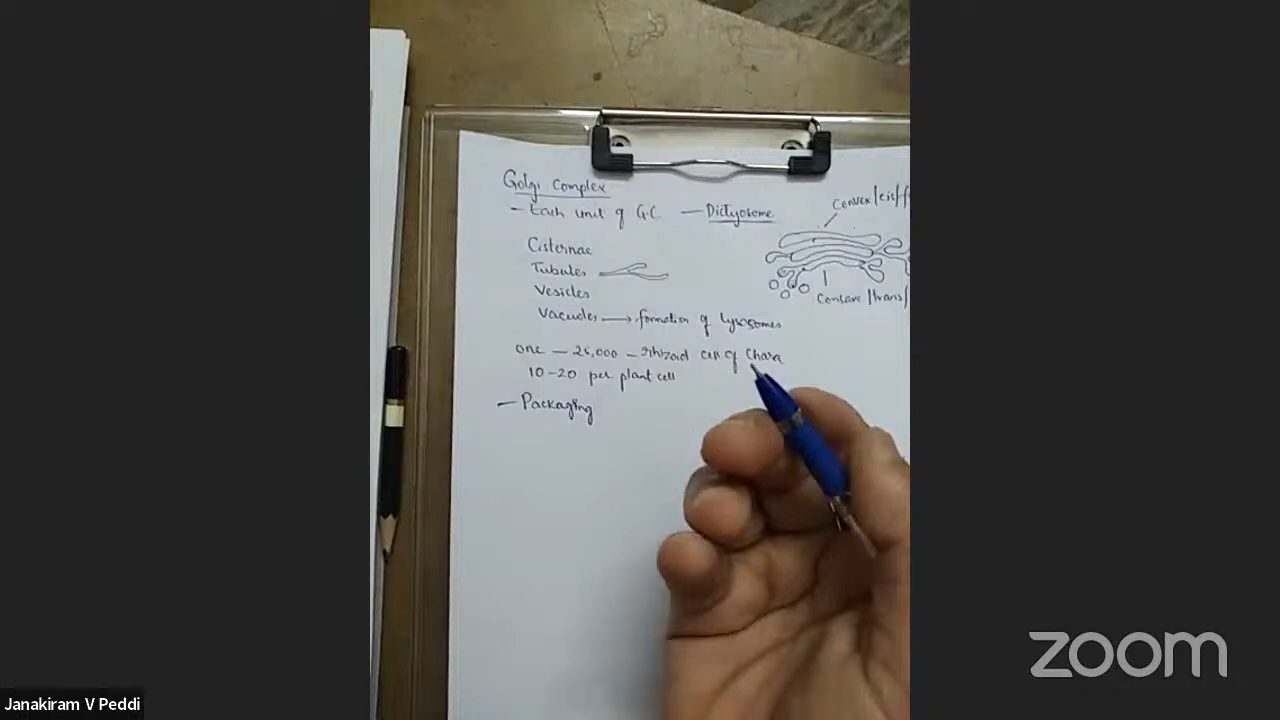 Golgi Complex
- Each unit of G.C - Dictyosome
Convex/cis/f
Cisternae
Tubules
Vesicles
Concave/trans/
Vacuoles → formation of lysosomes
one - 25,000 - rhizoid cell of Chara
10-20 per plant cell
- Packaging
zoom
Janakiram V Peddi